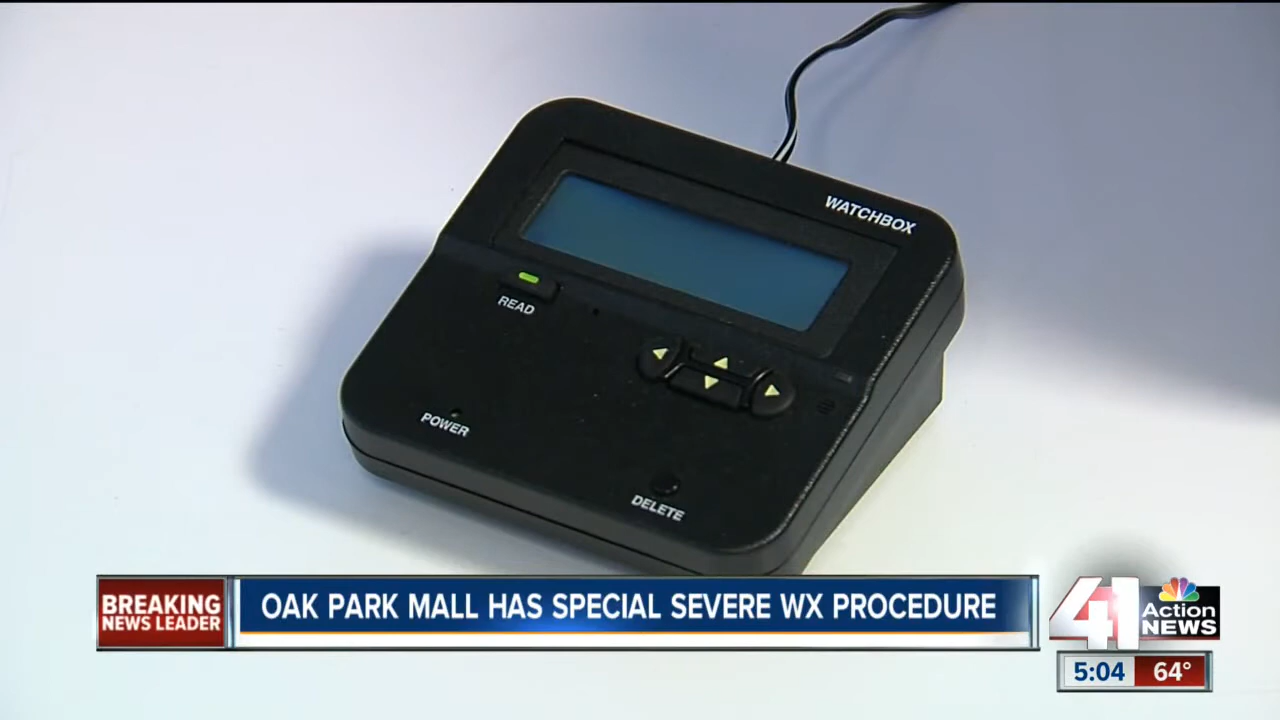 WATCHBOX
READ
POWER
DELETE
BREAKING
NEWS LEADER
OAK PARK MALL HAS SPECIAL SEVERE WX PROCEDURE
41
Action
NEWS
5:04
64°